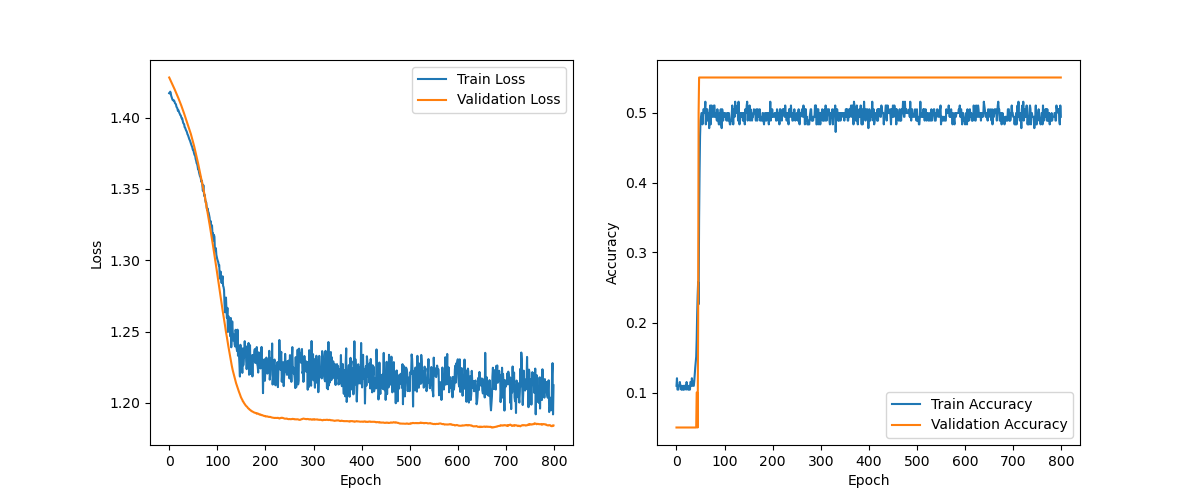 Train Loss
Validation Loss
1.40
1.35
1.30
1.25
1.20
Loss
0 100 200 300 400 500 600 700 800
Epoch
0.5
0.4
0.3
0.2
0.1
Accuracy
Train Accuracy
Validation Accuracy
0 100 200 300 400 500 600 700 800
Epoch